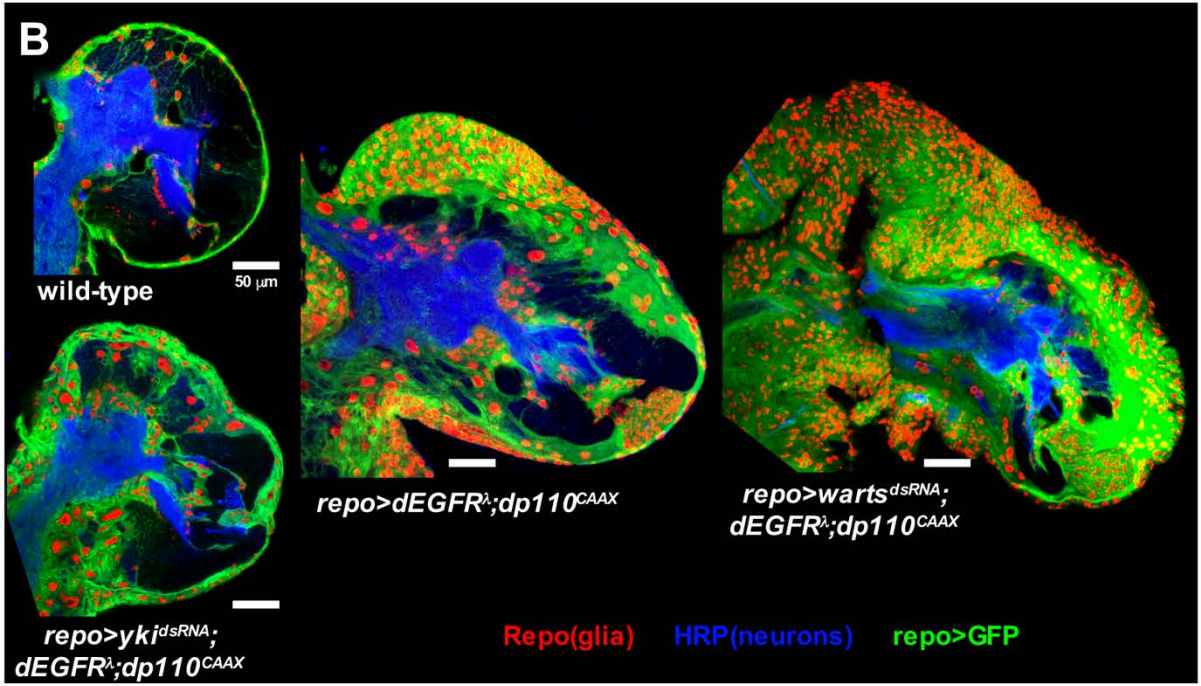 B
wild-type
50 μm
repo>dEGFRλ;dp110CAAX
repo>wartsdsRNA;
dEGFRλ;dp110CAAX
repo>ykidsRNA;
dEGFRλ;dp110CAAX
Repo(glia) HRP(neurons) repo>GFP